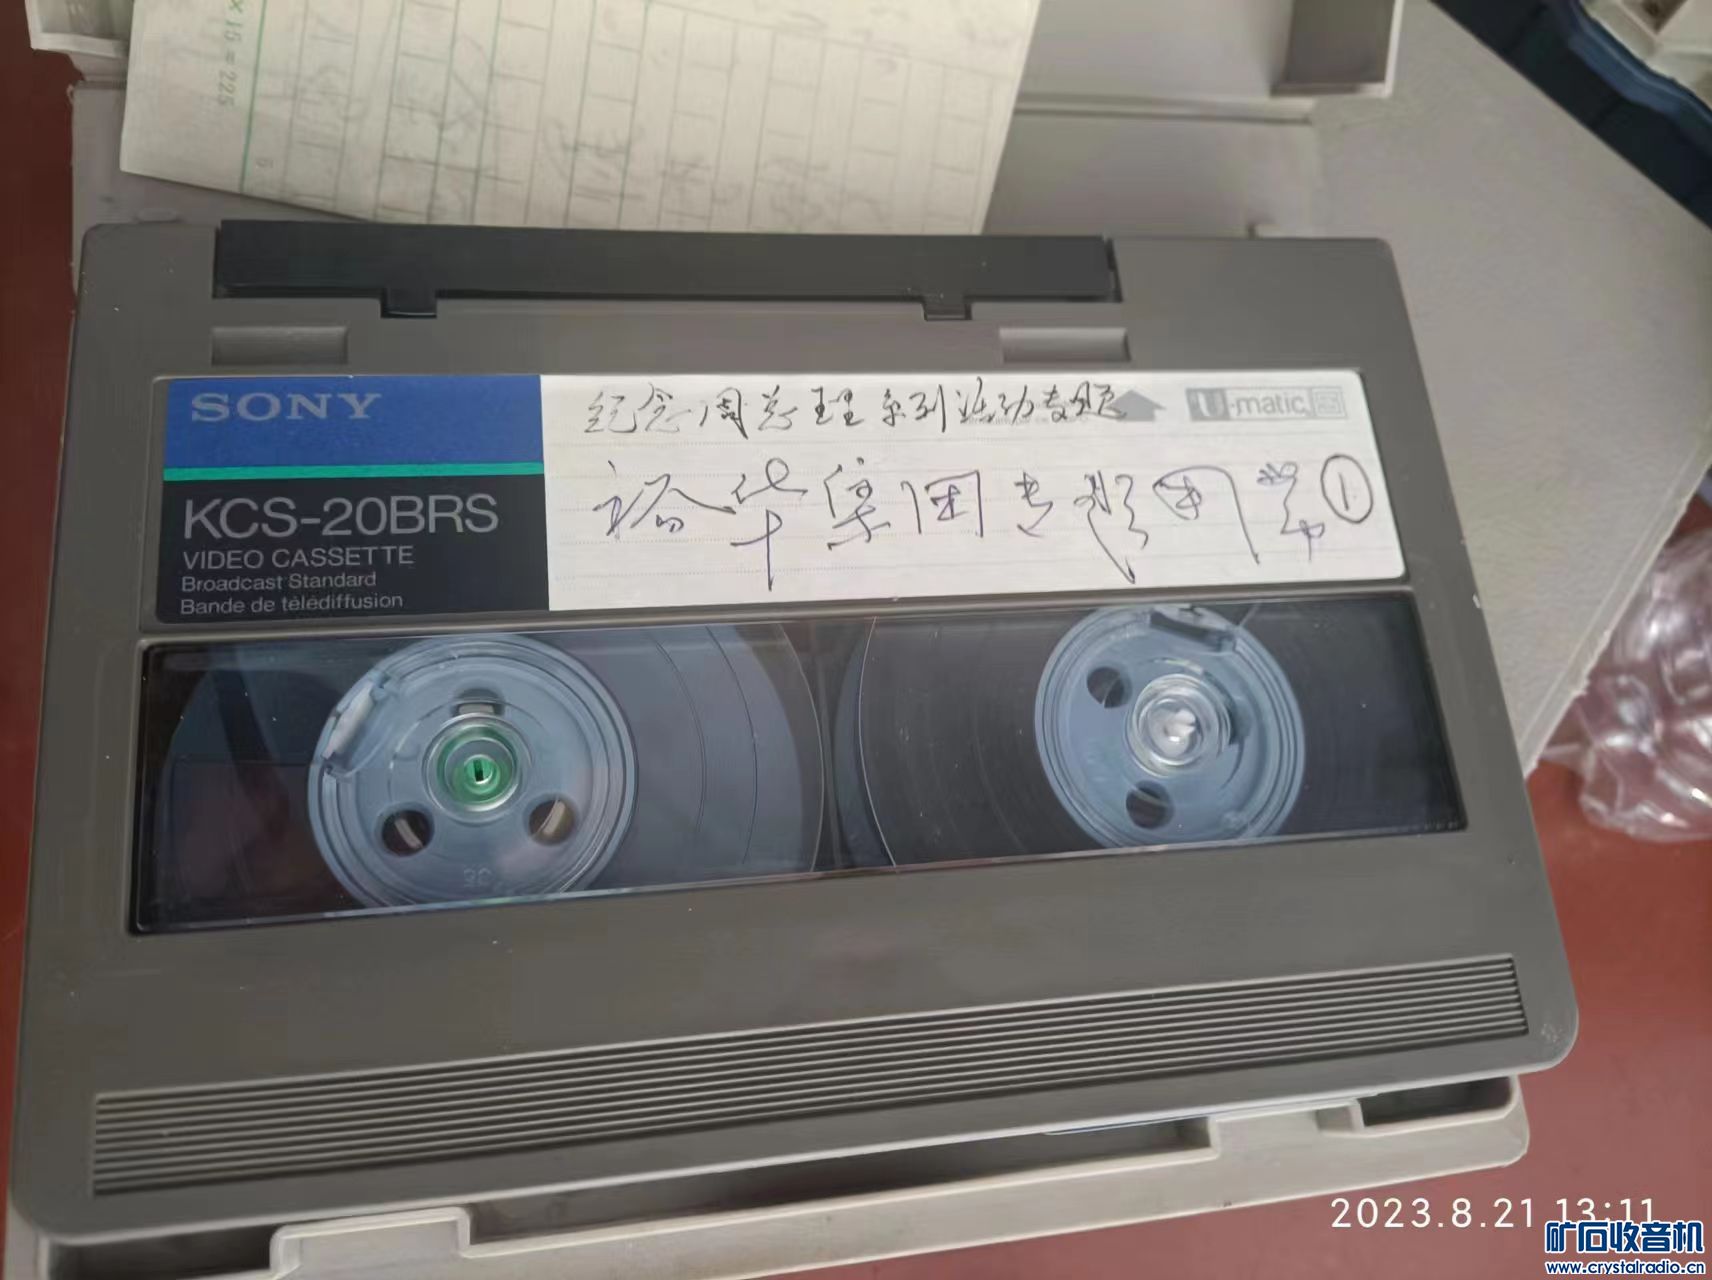 ×15=225
SONY
纪念周总理系列活动专题
U-matic
KCS-20BRS
VIDEO CASSETTE
Broadcast Standard
Bande de télédiffusion
裕华集团专题
①
2023.8.21 13:11
矿石收音机
www.crystalradio.cn